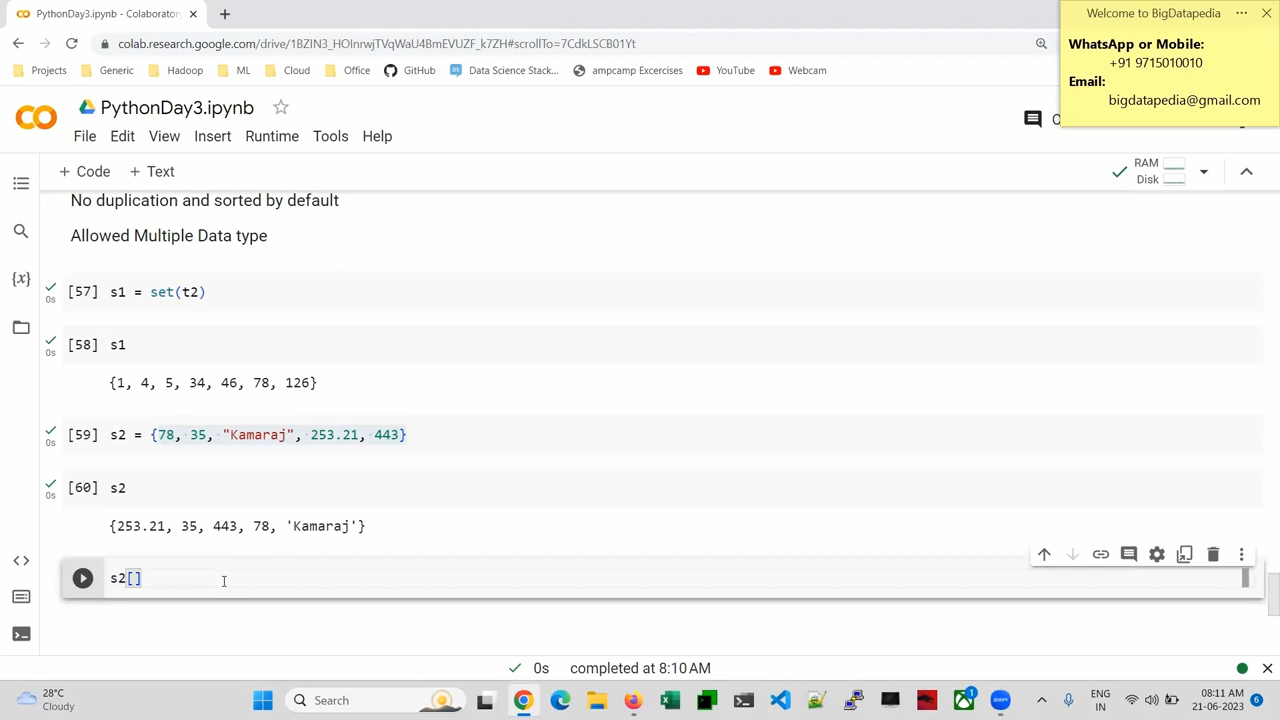 PythonDay3.ipynb - Colaborator
Welcome to BigDatapedia
colab.research.google.com/drive/1BZIN3_HOInrwjTVqWaU4BmEVUZF_k7ZH#scrollTo=7CdkLSCB01Yt
WhatsApp or Mobile:
+91 9715010010
Email:
bigdatapedia@gmail.com
Projects Generic Hadoop ML Cloud Office GitHub Data Science Stack... ampcamp Excercises YouTube Webcam
PythonDay3.ipynb
File Edit View Insert Runtime Tools Help
+ Code + Text
RAM
Disk
No duplication and sorted by default
Allowed Multiple Data type
[57] s1 = set(t2)
0s
[58] s1
0s
{1, 4, 5, 34, 46, 78, 126}
[59] s2 = {78, 35, "Kamaraj", 253.21, 443}
0s
[60] s2
0s
{253.21, 35, 443, 78, 'Kamaraj'}
s2[]
0s completed at 8:10 AM
28°C
Cloudy
Search
ENG
IN
08:11 AM
21-06-2023